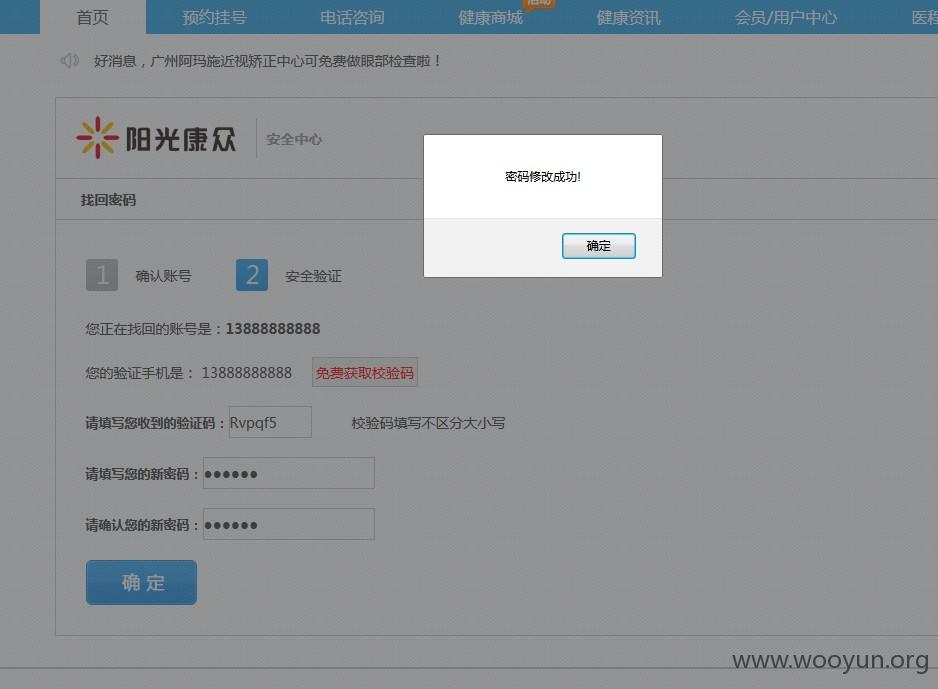 首页 预约挂号 电话咨询 健康商城 活动 健康资讯 会员/用户中心 医程
好消息，广州阿玛施近视矫正中心可免费做眼部检查啦！
阳光康众 安全中心
密码修改成功!
确定
找回密码
1 确认账号 2 安全验证
您正在找回的账号是：13888888888
您的验证手机是： 13888888888 免费获取校验码
请填写您收到的验证码：Rvpqf5 校验码填写不区分大小写
请填写您的新密码：●●●●●●
请确认您的新密码：●●●●●●
确 定
www.wooyun.org